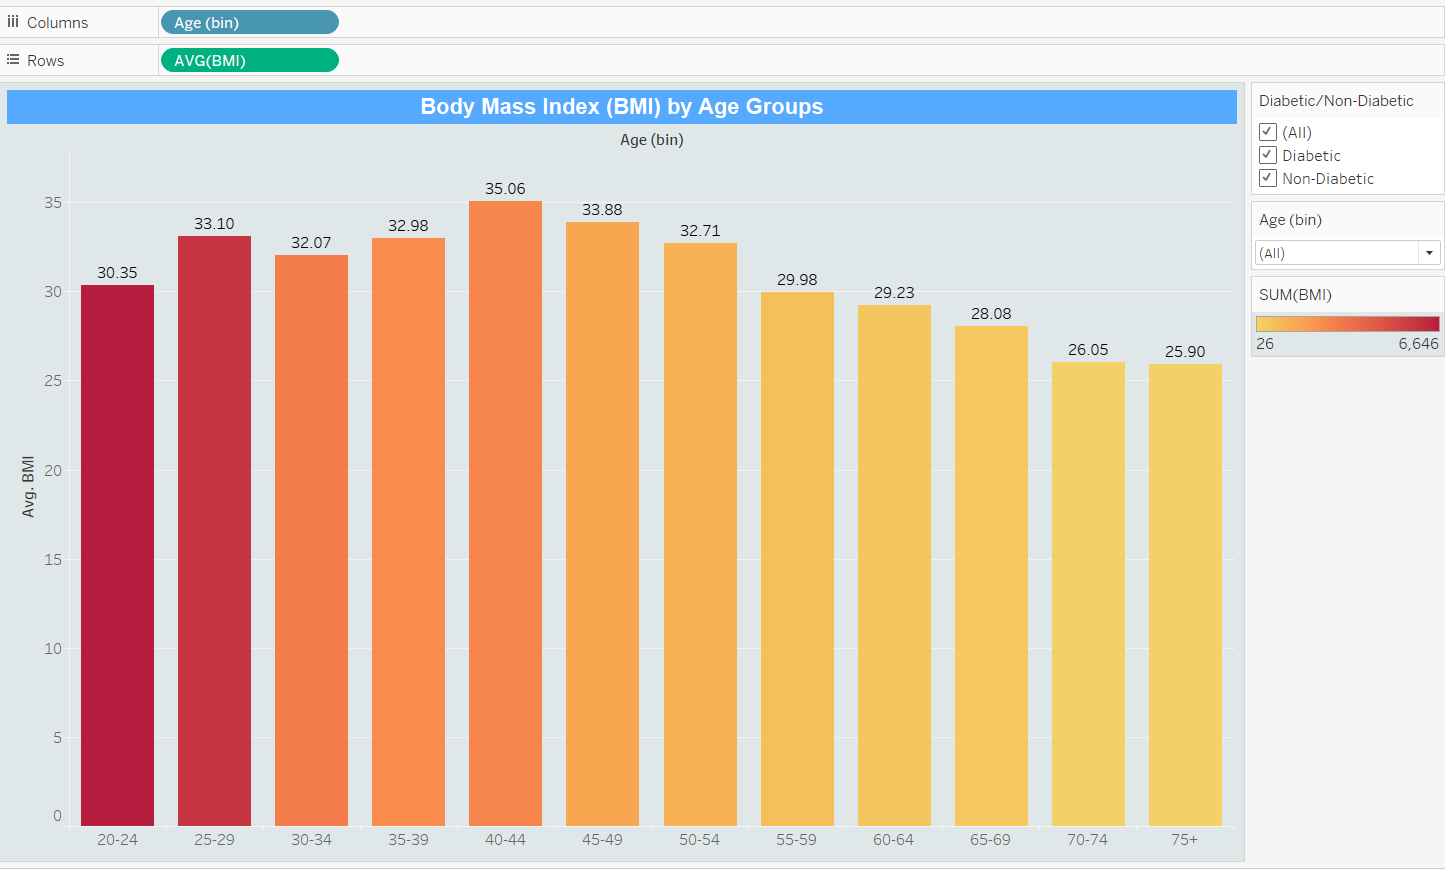 Columns
Age (bin)
Rows
AVG(BMI)
Body Mass Index (BMI) by Age Groups
Age (bin)
Avg. BMI
35
30
25
20
15
10
5
0
30.35
33.10
32.07
32.98
35.06
33.88
32.71
29.98
29.23
28.08
26.05
25.90
20-24
25-29
30-34
35-39
40-44
45-49
50-54
55-59
60-64
65-69
70-74
75+
Diabetic/Non-Diabetic
(All)
Diabetic
Non-Diabetic
Age (bin)
(All)
SUM(BMI)
26
6,646